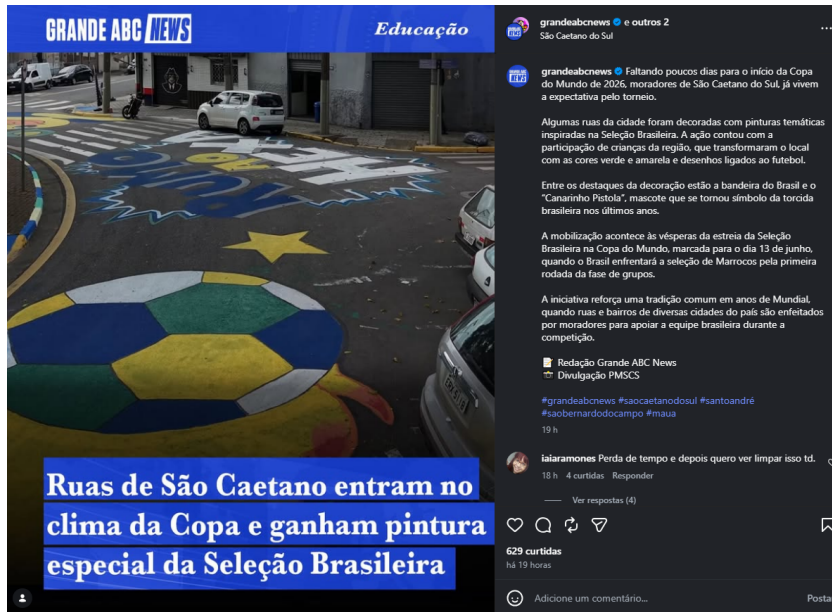 GRANDE ABC NEWS
Educação
RUMO
AO
HEXA
Ruas de São Caetano entram no
clima da Copa e ganham pintura
especial da Seleção Brasileira
grandeabcnews e outros 2
São Caetano do Sul
grandeabcnews Faltando poucos dias para o início da Copa
do Mundo de 2026, moradores de São Caetano do Sul, já vivem
a expectativa pelo torneio.
Algumas ruas da cidade foram decoradas com pinturas temáticas
inspiradas na Seleção Brasileira. A ação contou com a
participação de crianças da região, que transformaram o local
com as cores verde e amarela e desenhos ligados ao futebol.
Entre os destaques da decoração estão a bandeira do Brasil e o
“Canarinho Pistola”, mascote que se tornou símbolo da torcida
brasileira nos últimos anos.
A mobilização acontece às vésperas da estreia da Seleção
Brasileira na Copa do Mundo, marcada para o dia 13 de junho,
quando o Brasil enfrentará a seleção de Marrocos pela primeira
rodada da fase de grupos.
A iniciativa reforça uma tradição comum em anos de Mundial,
quando ruas e bairros de diversas cidades do país são enfeitados
por moradores para apoiar a equipe brasileira durante a
competição.
Redação Grande ABC News
Divulgação PMSCS
#grandeabcnews #saocaetanodosul #santoandré
#saobernardodocampo #maua
19 h
iaiaramones Perda de tempo e depois quero ver limpar isso td.
18 h 4 curtidas Responder
Ver respostas (4)
629 curtidas
há 19 horas
Adicione um comentário...
Posta